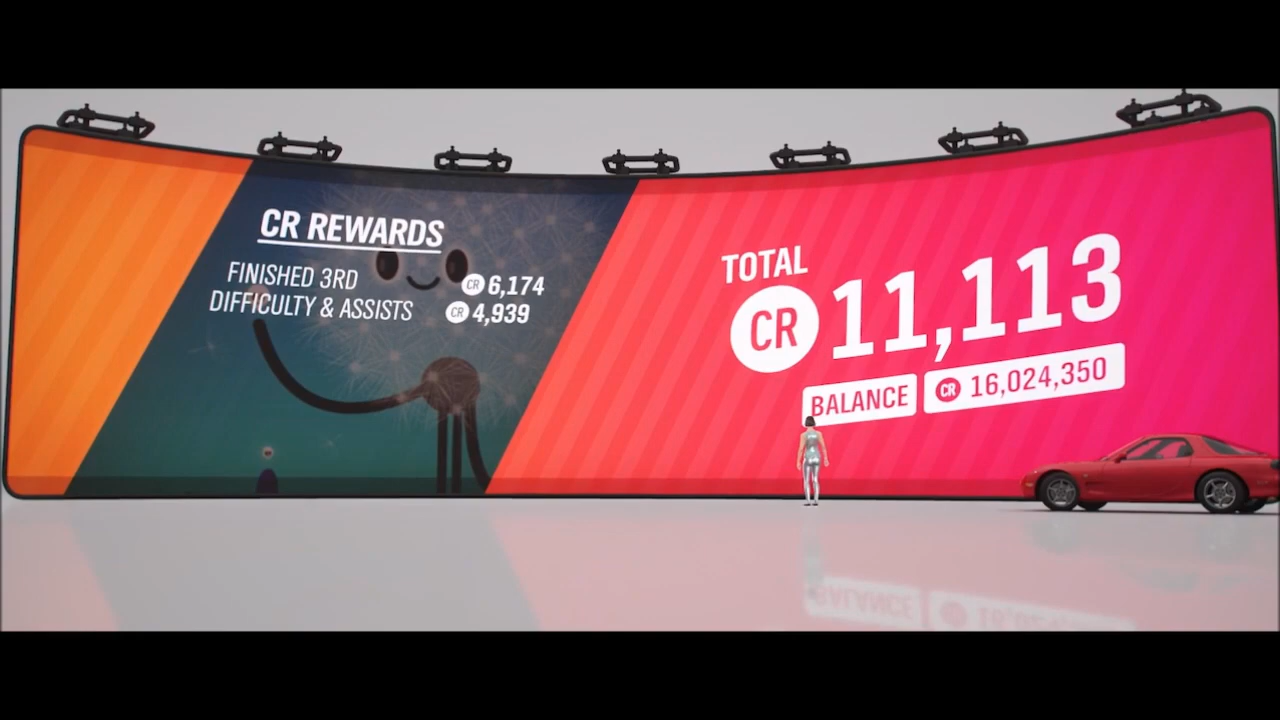 CR REWARDS
FINISHED 3RD CR 6,174
DIFFICULTY & ASSISTS CR 4,939
TOTAL
CR 11,113
BALANCE CR 16,024,350